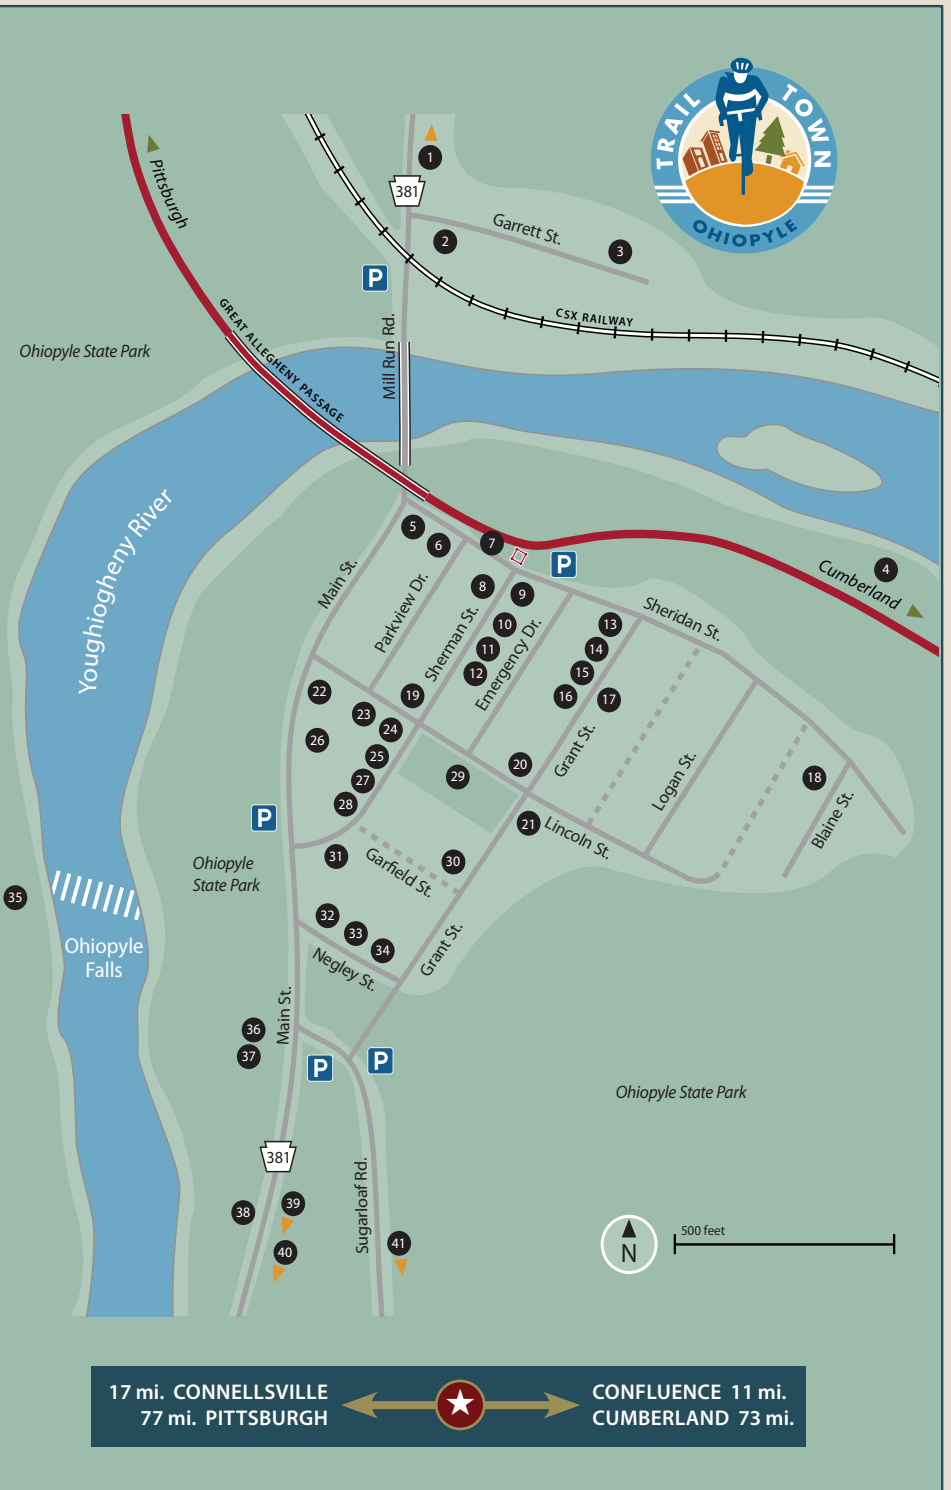 TRAIL TOWN
OHIOPYLE
Pittsburgh
1
381
Garrett St.
2
3
P
CSX RAILWAY
GREAT ALLEGHENY PASSAGE
Mill Run Rd.
Ohiopyle State Park
Youghiogheny River
5
6
7
P
4
Cumberland
Main St.
Parkview Dr.
8
9
Sherman St.
10
11
12
Emergency Dr.
13
14
15
16
17
Sheridan St.
22
19
23
24
26
25
27
28
29
20
Grant St.
Logan St.
18
Blaine St.
P
21
Lincoln St.
31
Garfield St.
30
Ohiopyle
State Park
35
Ohiopyle
Falls
32
33
34
Negley St.
Grant St.
Main St.
36
37
P
P
Ohiopyle State Park
381
Sugarloaf Rd.
38
39
40
41
N
500 feet
17 mi. CONNELLSVILLE
77 mi. PITTSBURGH
CONFLUENCE 11 mi.
CUMBERLAND 73 mi.